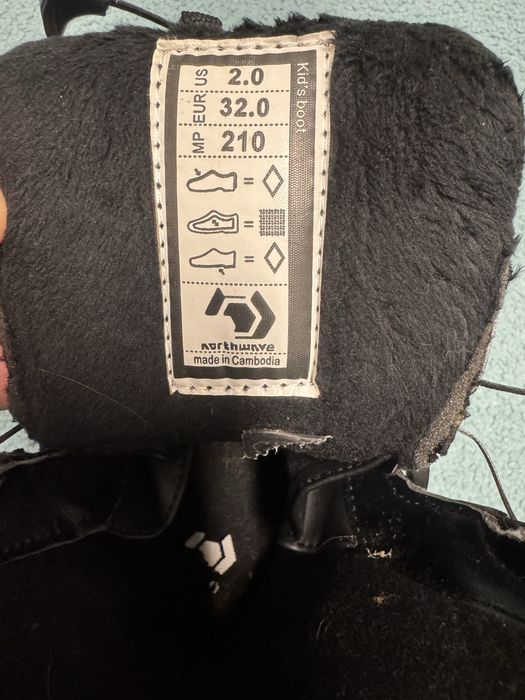 US 2.0
EUR 32.0
MP 210
Kid's boot
=
=
=
northwave
made in Cambodia